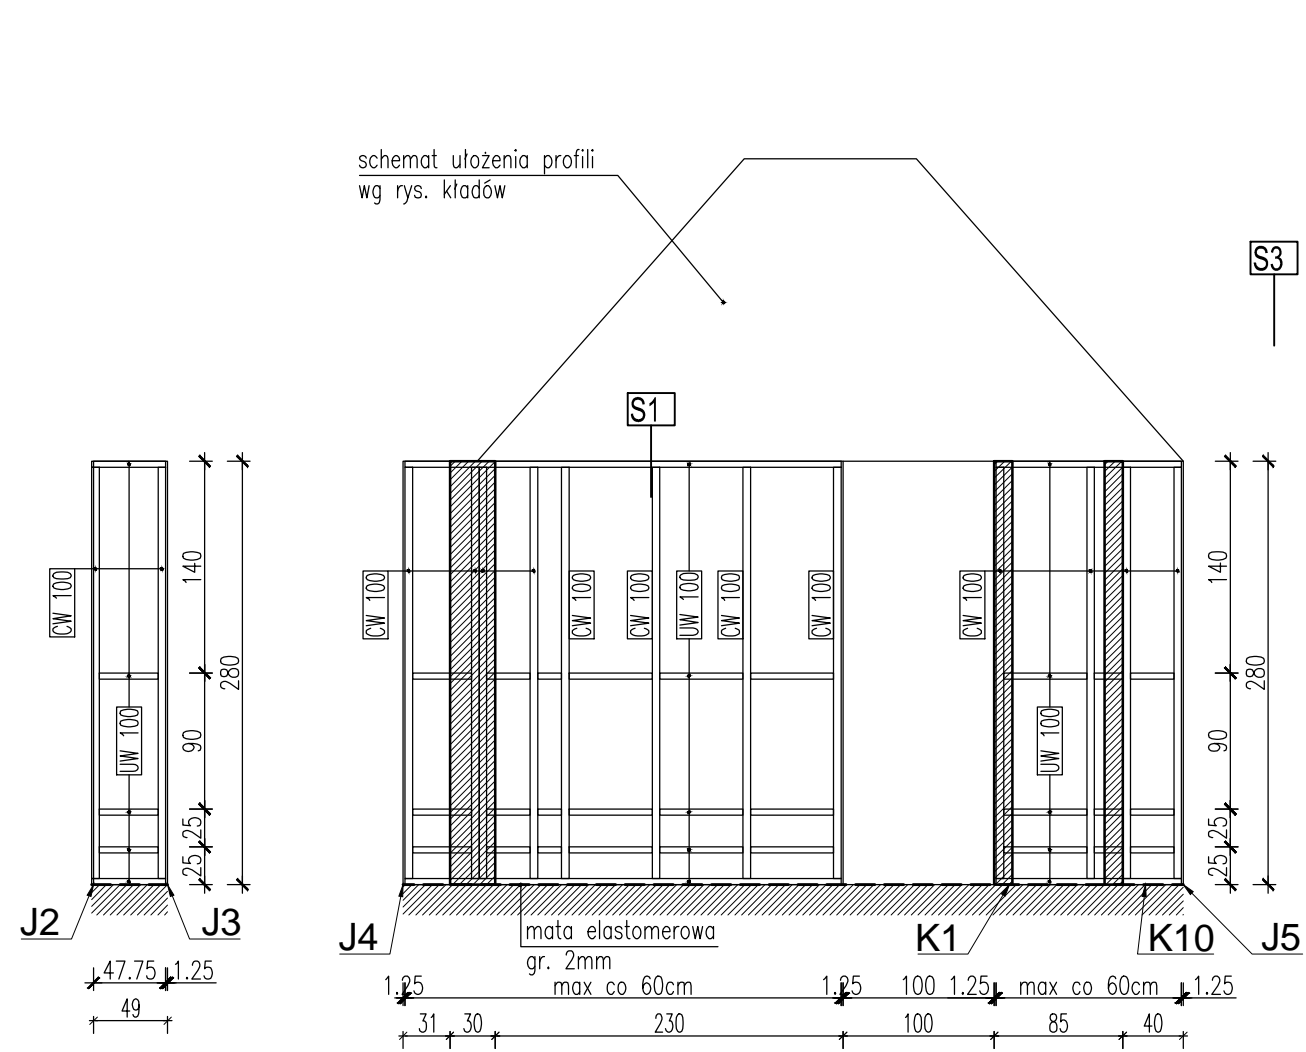 schemat ułożenia profili
wg rys. kładów
S3
S1
CW 100
UW 100
140
90
25
25
280
CW 100
CW 100
CW 100
UW 100
CW 100
CW 100
CW 100
UW 100
140
90
25
25
280
J2
J3
J4
mata elastomerowa
gr. 2mm
K1
K10
J5
47.75
1.25
49
1.25
max co 60cm
1.25
100
1.25
max co 60cm
1.25
31
30
230
100
85
40